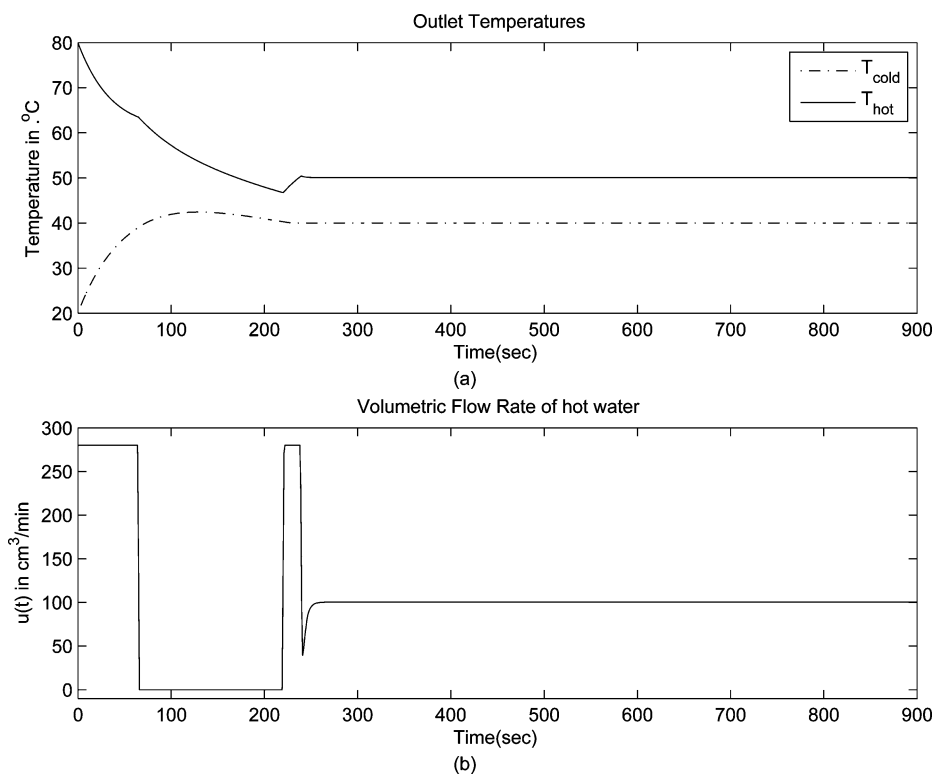 Outlet Temperatures
80
70
60
50
40
30
20
Temperature in .°C
T_cold
T_hot
0 100 200 300 400 500 600 700 800 900
Time(sec)
(a)
Volumetric Flow Rate of hot water
300
250
200
150
100
50
0
u(t) in cm³/min
0 100 200 300 400 500 600 700 800 900
Time(sec)
(b)